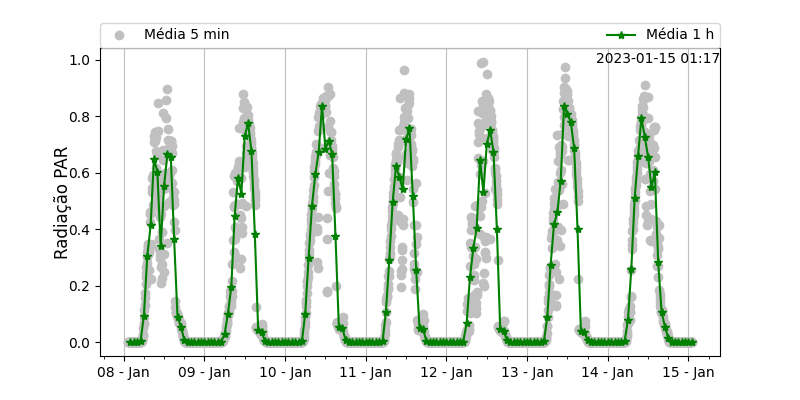 Média 5 min
Média 1 h
2023-01-15 01:17
Radiação PAR
1.0
0.8
0.6
0.4
0.2
0.0
08 - Jan
09 - Jan
10 - Jan
11 - Jan
12 - Jan
13 - Jan
14 - Jan
15 - Jan